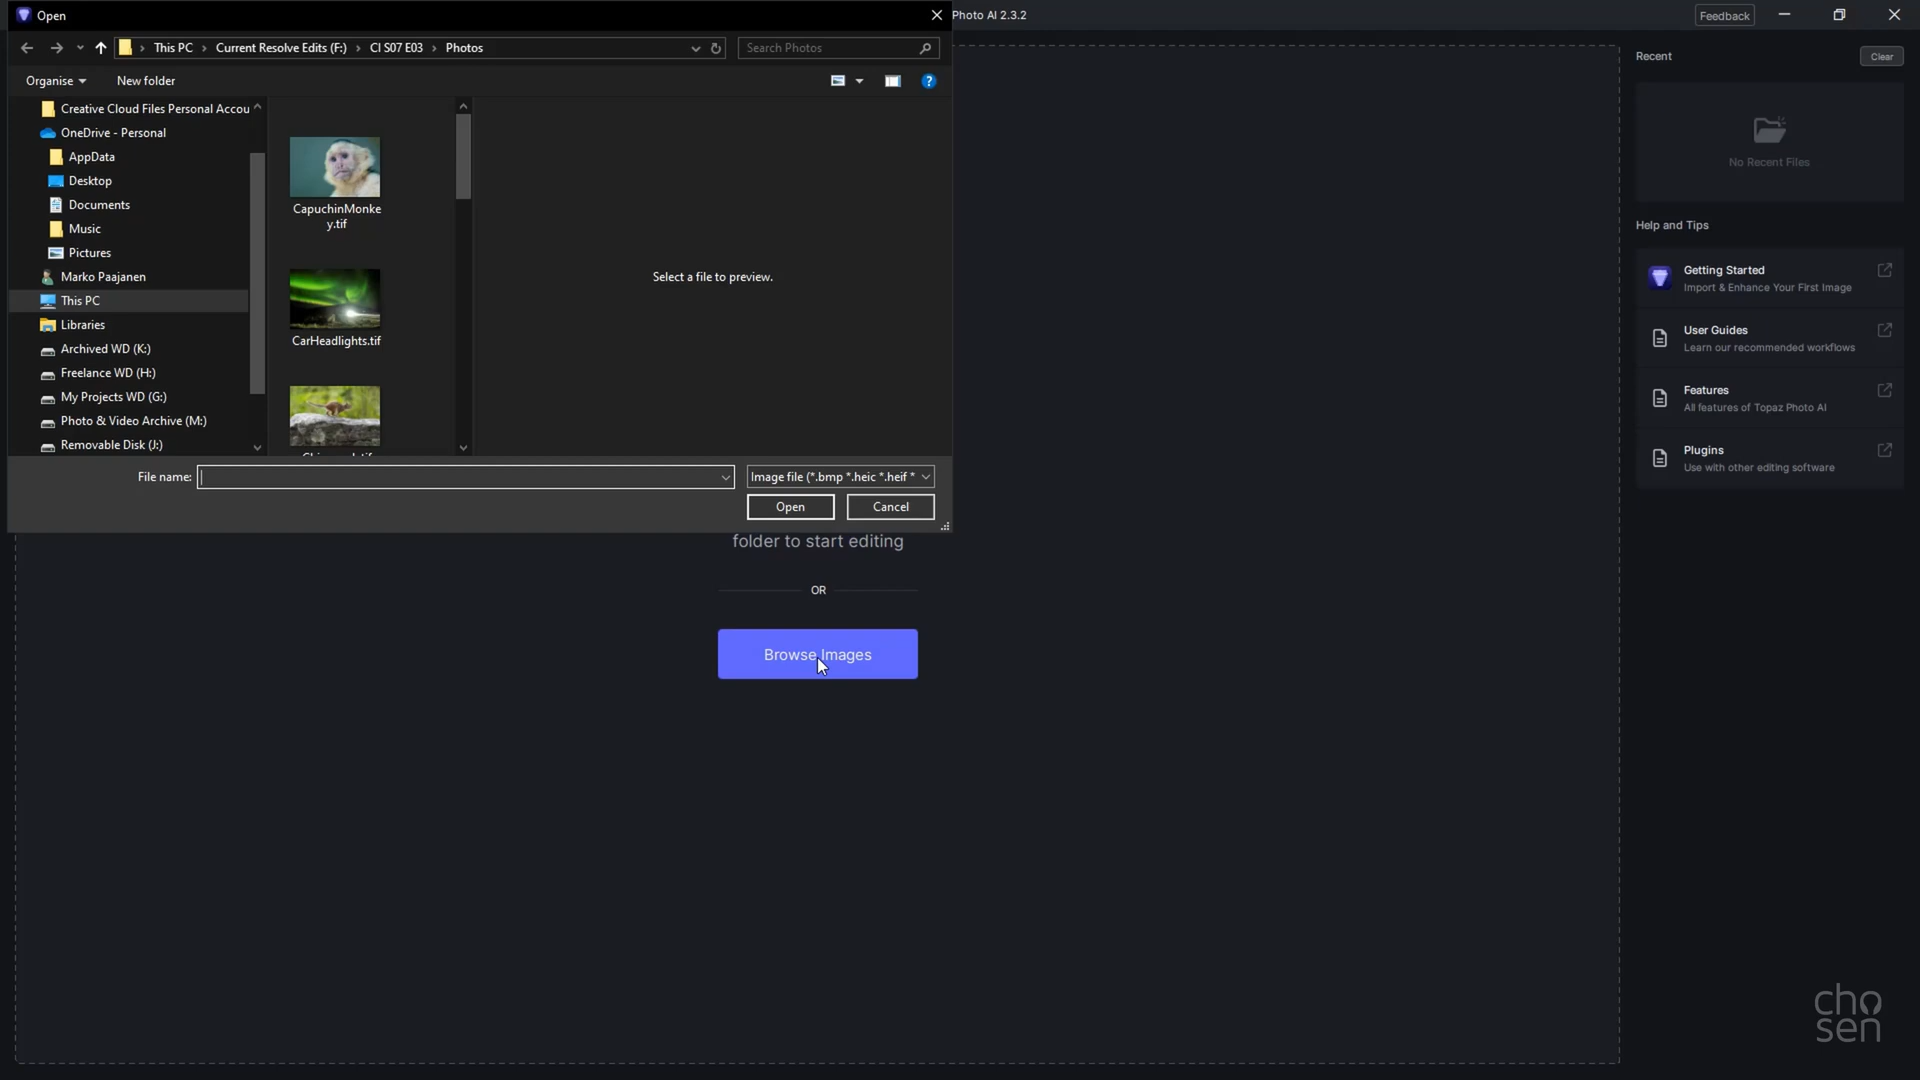 Open
Photo AI 2.3.2
Feedback
This PC
Current Resolve Edits (F:)
CI S07 E03
Photos
Search Photos
Organise
New folder
Creative Cloud Files Personal Accou
OneDrive - Personal
AppData
Desktop
Documents
Music
Pictures
Marko Paajanen
This PC
Libraries
Archived WD (K:)
Freelance WD (H:)
My Projects WD (G:)
Photo & Video Archive (M:)
Removable Disk (J:)
CapuchinMonke
y.tif
CarHeadlights.tif
Select a file to preview.
File name:
Image file (*.bmp *.heic *.heif *
Open
Cancel
folder to start editing
OR
Browse Images
Recent
Clear
No Recent Files
Help and Tips
Getting Started
Import & Enhance Your First Image
User Guides
Learn our recommended workflows
Features
All features of Topaz Photo AI
Plugins
Use with other editing software
cho
sen